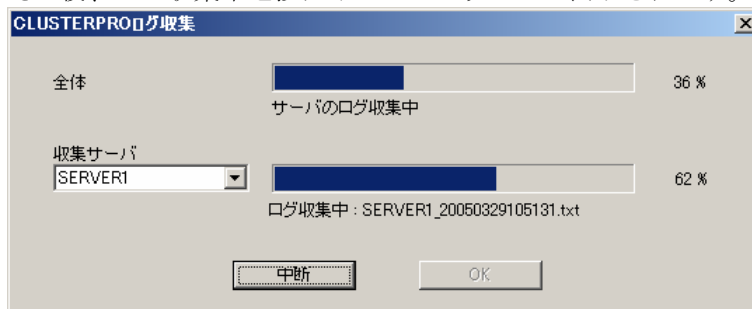 CLUSTERPROログ収集
全体
36 %
サーバのログ収集中
収集サーバ
SERVER1
62 %
ログ収集中 : SERVER1_20050329105131.txt
中断
OK